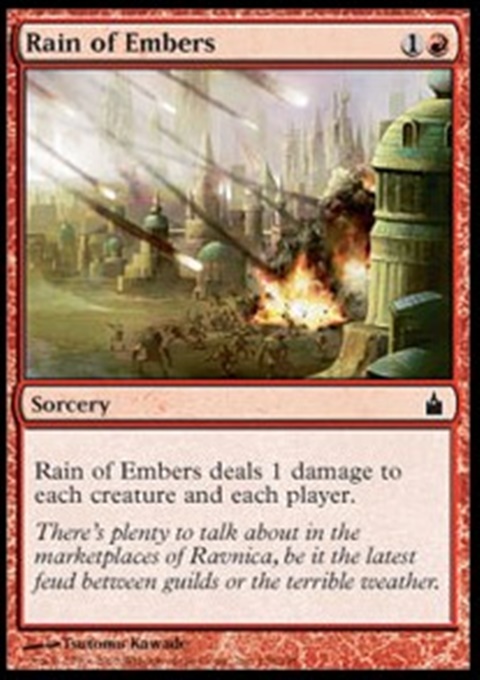 Rain of Embers 1
Sorcery
Rain of Embers deals 1 damage to
each creature and each player.
There's plenty to talk about in the
marketplaces of Ravnica, be it the latest
feud between guilds or the terrible weather.
Tsutomu Kawade